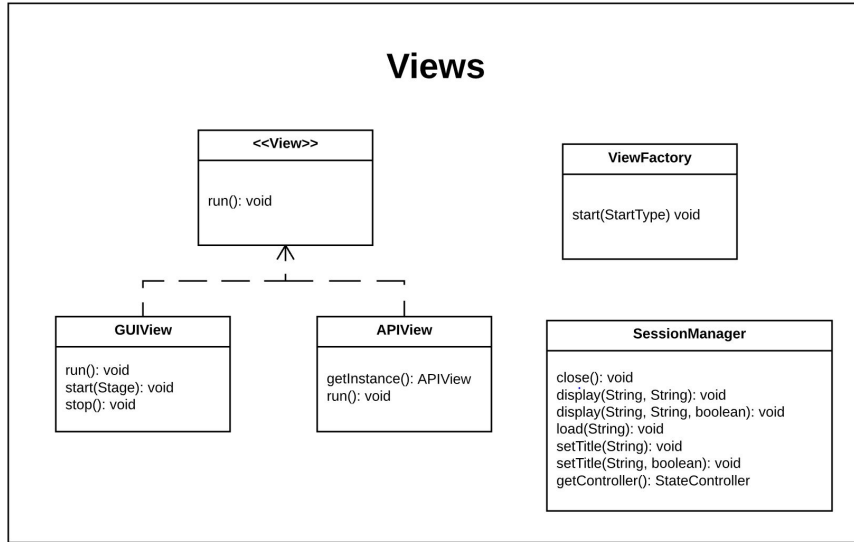 Views
<<View>>
run(): void
ViewFactory
start(StartType) void
GUIView
run(): void
start(Stage): void
stop(): void
APIView
getInstance(): APIView
run(): void
SessionManager
close(): void
display(String, String): void
display(String, String, boolean): void
load(String): void
setTitle(String): void
setTitle(String, boolean): void
getController(): StateController